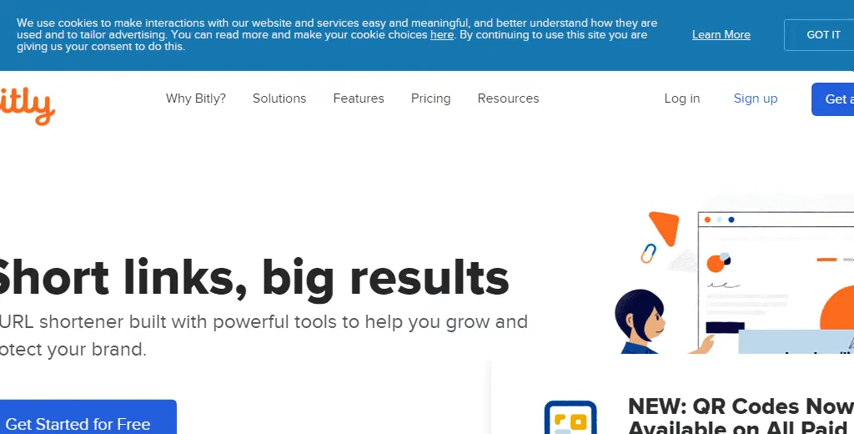 We use cookies to make interactions with our website and services easy and meaningful, and better understand how they are
used and to tailor advertising. You can read more and make your cookie choices here. By continuing to use this site you are
giving us your consent to do this.
Learn More
GOT IT
itly
Why Bitly?
Solutions
Features
Pricing
Resources
Log in
Sign up
Get a
Short links, big results
URL shortener built with powerful tools to help you grow and
otect your brand.
Get Started for Free
NEW: QR Codes Now
Available on All Paid